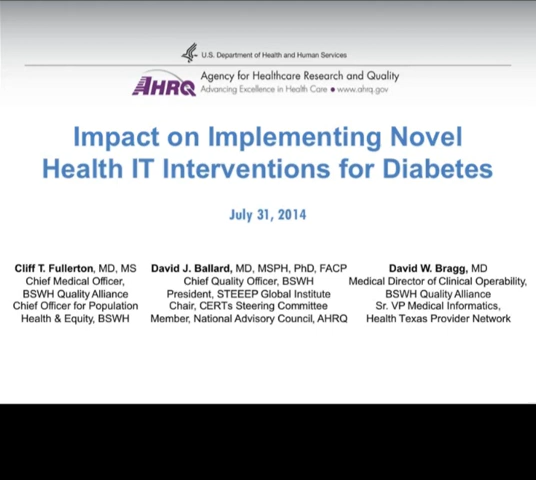 U.S. Department of Health and Human Services
AHRQ
Agency for Healthcare Research and Quality
Advancing Excellence in Health Care • www.ahrq.gov
Impact on Implementing Novel
Health IT Interventions for Diabetes
July 31, 2014
Cliff T. Fullerton, MD, MS
Chief Medical Officer,
BSWH Quality Alliance
Chief Officer for Population
Health & Equity, BSWH
David J. Ballard, MD, MSPH, PhD, FACP
Chief Quality Officer, BSWH
President, STEEEP Global Institute
Chair, CERTs Steering Committee
Member, National Advisory Council, AHRQ
David W. Bragg, MD
Medical Director of Clinical Operability,
BSWH Quality Alliance
Sr. VP Medical Informatics,
Health Texas Provider Network